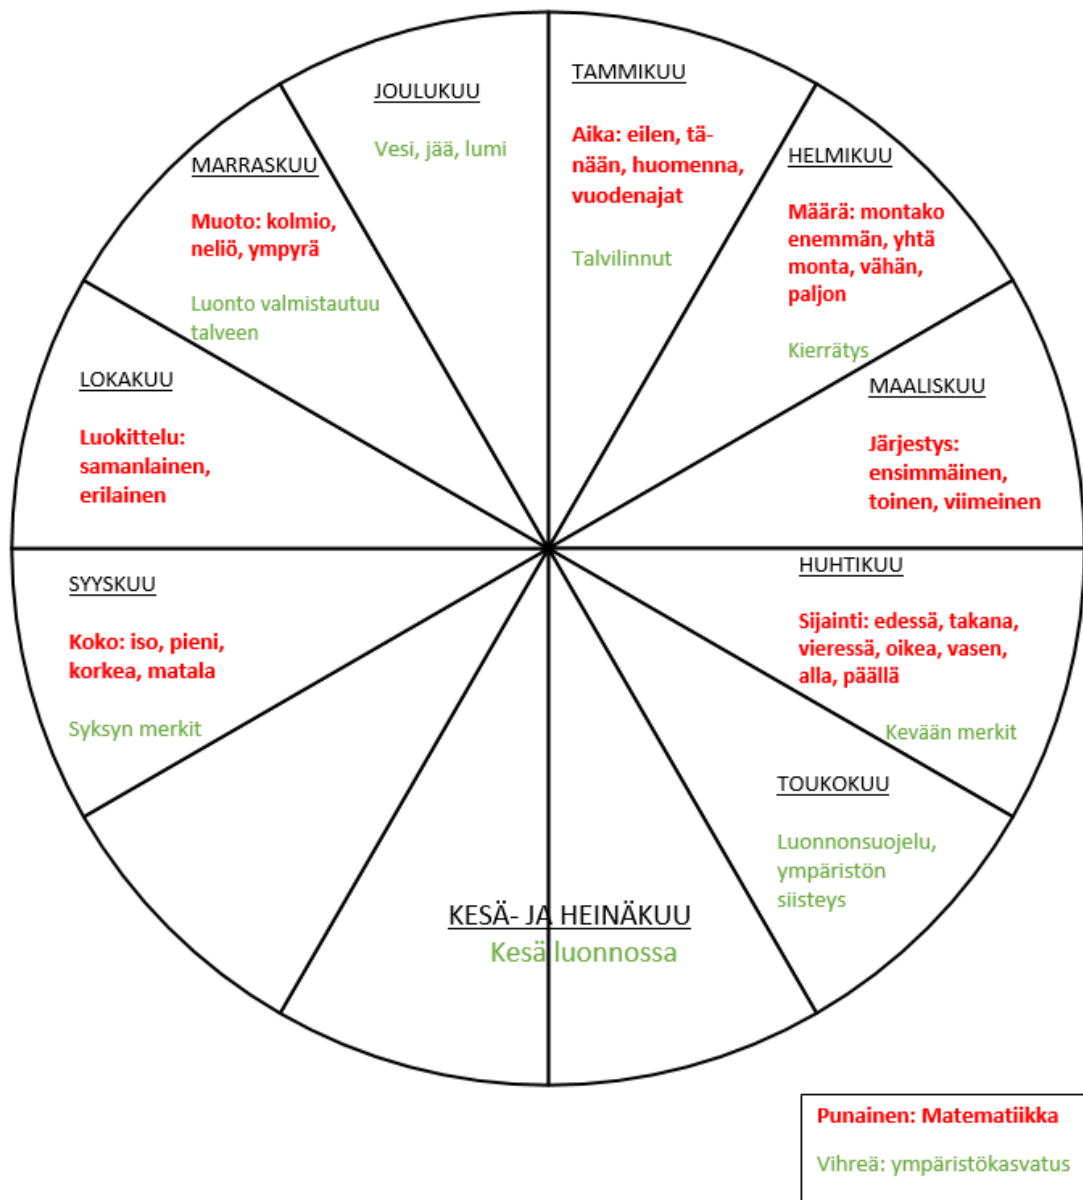 TAMMIKUU
Aika: eilen, tä-
nään, huomenna,
vuodenajat
Talvilinnut
HELMIKUU
Määrä: montako
enemmän, yhtä
monta, vähän,
paljon
Kierrätys
MAALISKUU
Järjestys:
ensimmäinen,
toinen, viimeinen
HUHTIKUU
Sijainti: edessä, takana,
vieressä, oikea, vasen,
alla, päällä
Kevään merkit
TOUKOKUU
Luonnonsuojelu,
ympäristön
siisteys
KESÄ- JA HEINÄKUU
Kesä luonnossa
SYYSKUU
Koko: iso, pieni,
korkea, matala
Syksyn merkit
LOKAKUU
Luokittelu:
samanlainen,
erilainen
MARRASKUU
Muoto: kolmio,
neliö, ympyrä
Luonto valmistautuu
talveen
JOULUKUU
Vesi, jää, lumi
Punainen: Matematiikka
Vihreä: ympäristökasvatus